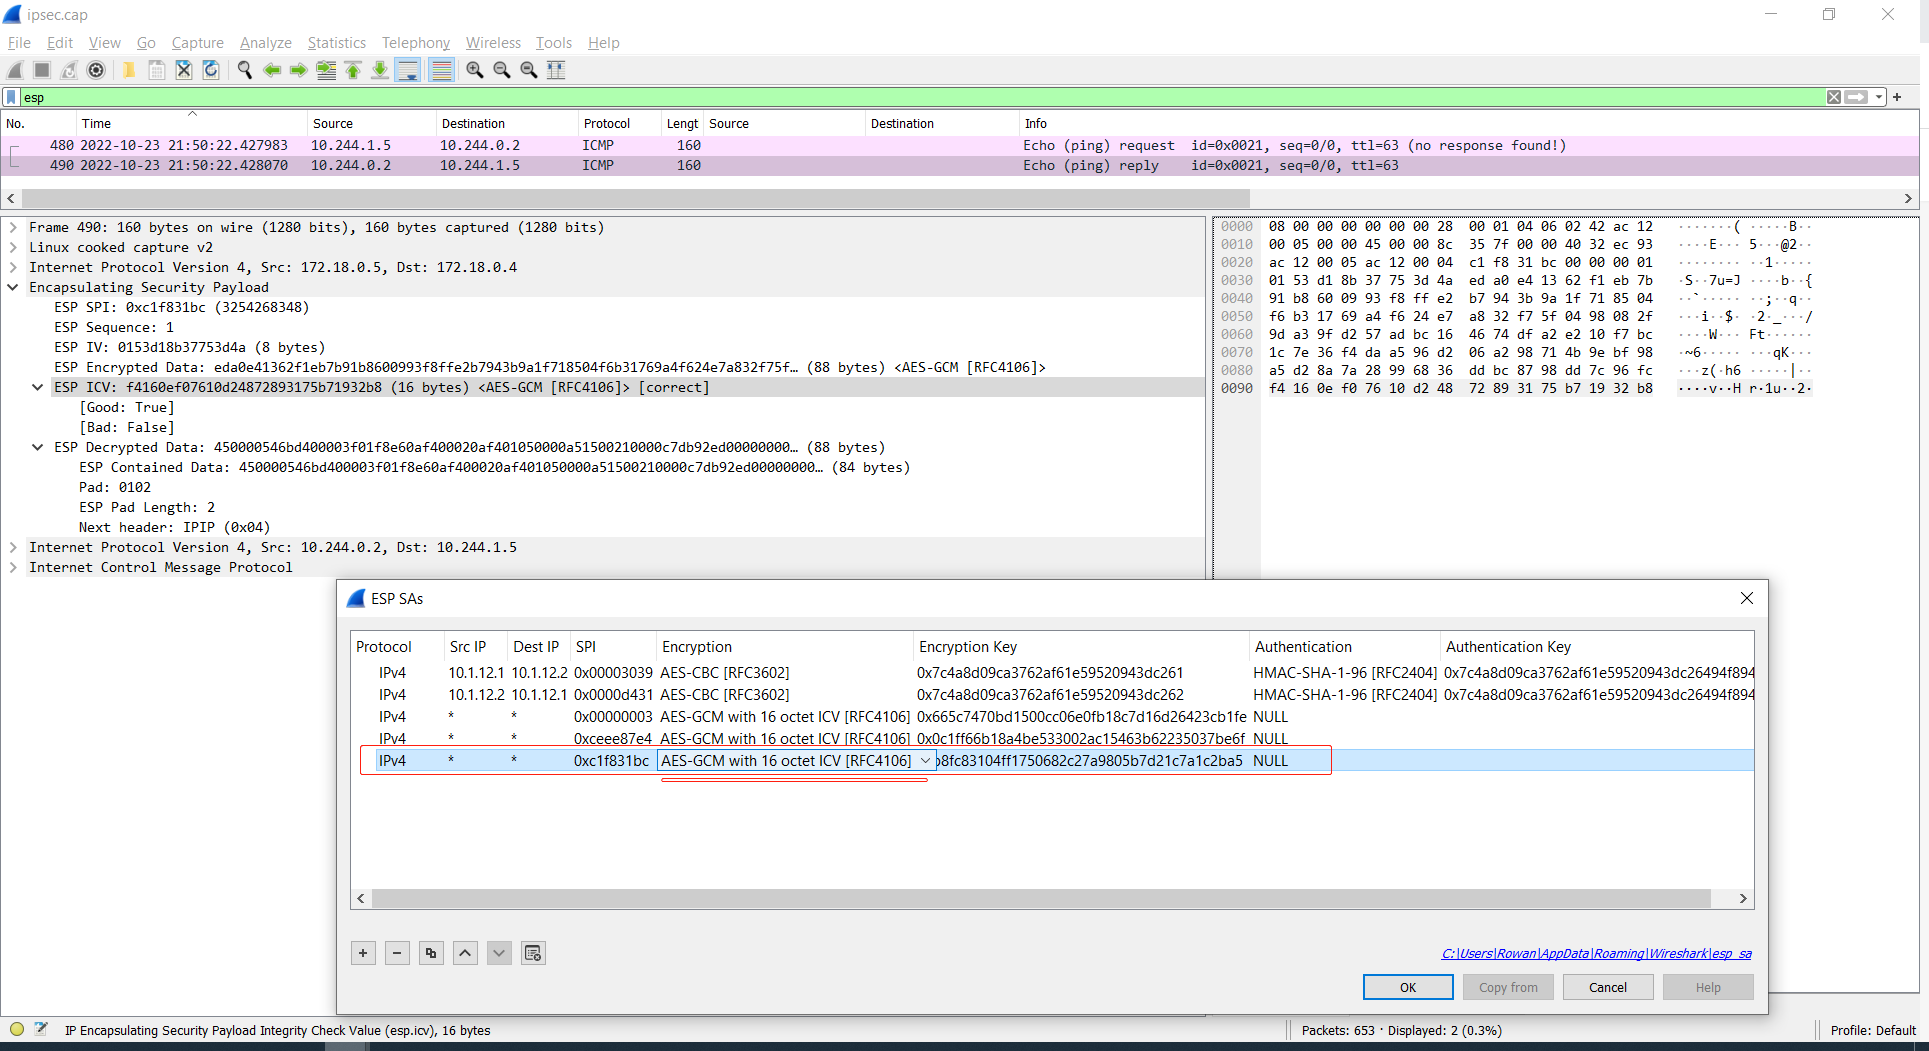 ipsec.cap
File Edit View Go Capture Analyze Statistics Telephony Wireless Tools Help
esp
No. Time Source Destination Protocol Lengt Source Destination Info
480 2022-10-23 21:50:22.427983 10.244.1.5 10.244.0.2 ICMP 160 Echo (ping) request id=0x0021, seq=0/0, ttl=63 (no response found!)
490 2022-10-23 21:50:22.428070 10.244.0.2 10.244.1.5 ICMP 160 Echo (ping) reply id=0x0021, seq=0/0, ttl=63
Frame 490: 160 bytes on wire (1280 bits), 160 bytes captured (1280 bits)
Linux cooked capture v2
Internet Protocol Version 4, Src: 172.18.0.5, Dst: 172.18.0.4
Encapsulating Security Payload
ESP SPI: 0xc1f831bc (3254268348)
ESP Sequence: 1
ESP IV: 0153d18b37753d4a (8 bytes)
ESP Encrypted Data: eda0e41362f1eb7b91b8600993f8ffe2b7943b9a1f718504f6b31769a4f624e7a832f75f… (88 bytes) <AES-GCM [RFC4106]>
ESP ICV: f4160ef07610d24872893175b71932b8 (16 bytes) <AES-GCM [RFC4106]> [correct]
[Good: True]
[Bad: False]
ESP Decrypted Data: 450000546bd400003f01f8e60af400020af401050000a51500210000c7db92ed00000000… (88 bytes)
ESP Contained Data: 450000546bd400003f01f8e60af400020af401050000a51500210000c7db92ed00000000… (84 bytes)
Pad: 0102
ESP Pad Length: 2
Next header: IPIP (0x04)
Internet Protocol Version 4, Src: 10.244.0.2, Dst: 10.244.1.5
Internet Control Message Protocol
0000 08 00 00 00 00 00 00 28 00 01 04 06 02 42 ac 12 ·······( ·····B··
0010 00 05 00 00 45 00 00 8c 35 7f 00 00 40 32 ec 93 ····E··· 5···@2··
0020 ac 12 00 05 ac 12 00 04 c1 f8 31 bc 00 00 00 01 ········ ··1·····
0030 01 53 d1 8b 37 75 3d 4a ed a0 e4 13 62 f1 eb 7b ·S··7u=J ····b··{
0040 91 b8 60 09 93 f8 ff e2 b7 94 3b 9a 1f 71 85 04 ··`····· ··;··q··
0050 f6 b3 17 69 a4 f6 24 e7 a8 32 f7 5f 04 98 08 2f ···i··$· ·2·_···/
0060 9d a3 9f d2 57 ad bc 16 46 74 df a2 e2 10 f7 bc ····W··· Ft······
0070 1c 7e 36 f4 da a5 96 d2 06 a2 98 71 4b 9e bf 98 ·~6····· ···qK···
0080 a5 d2 8a 7a 28 99 68 36 dd bc 87 98 dd 7c 96 fc ···z(·h6 ·····|··
0090 f4 16 0e f0 76 10 d2 48 72 89 31 75 b7 19 32 b8 ····v··H r·1u··2·
ESP SAs
Protocol Src IP Dest IP SPI Encryption Encryption Key Authentication Authentication Key
IPv4 10.1.12.1 10.1.12.2 0x00003039 AES-CBC [RFC3602] 0x7c4a8d09ca3762af61e59520943dc261 HMAC-SHA-1-96 [RFC2404] 0x7c4a8d09ca3762af61e59520943dc26494f894
IPv4 10.1.12.2 10.1.12.1 0x0000d431 AES-CBC [RFC3602] 0x7c4a8d09ca3762af61e59520943dc262 HMAC-SHA-1-96 [RFC2404] 0x7c4a8d09ca3762af61e59520943dc26494f894
IPv4 * * 0x00000003 AES-GCM with 16 octet ICV [RFC4106] 0x665c7470bd1500cc06e0fb18c7d16d26423cb1fe NULL
IPv4 * * 0xceee87e4 AES-GCM with 16 octet ICV [RFC4106] 0x0c1ff66b18a4be533002ac15463b62235037be6f NULL
IPv4 * * 0xc1f831bc AES-GCM with 16 octet ICV [RFC4106] b8fc83104ff1750682c27a9805b7d21c7a1c2ba5 NULL
C:\Users\Rowan\AppData\Roaming\Wireshark\esp_sa
OK Copy from Cancel Help
IP Encapsulating Security Payload Integrity Check Value (esp.icv), 16 bytes Packets: 653 · Displayed: 2 (0.3%) Profile: Default